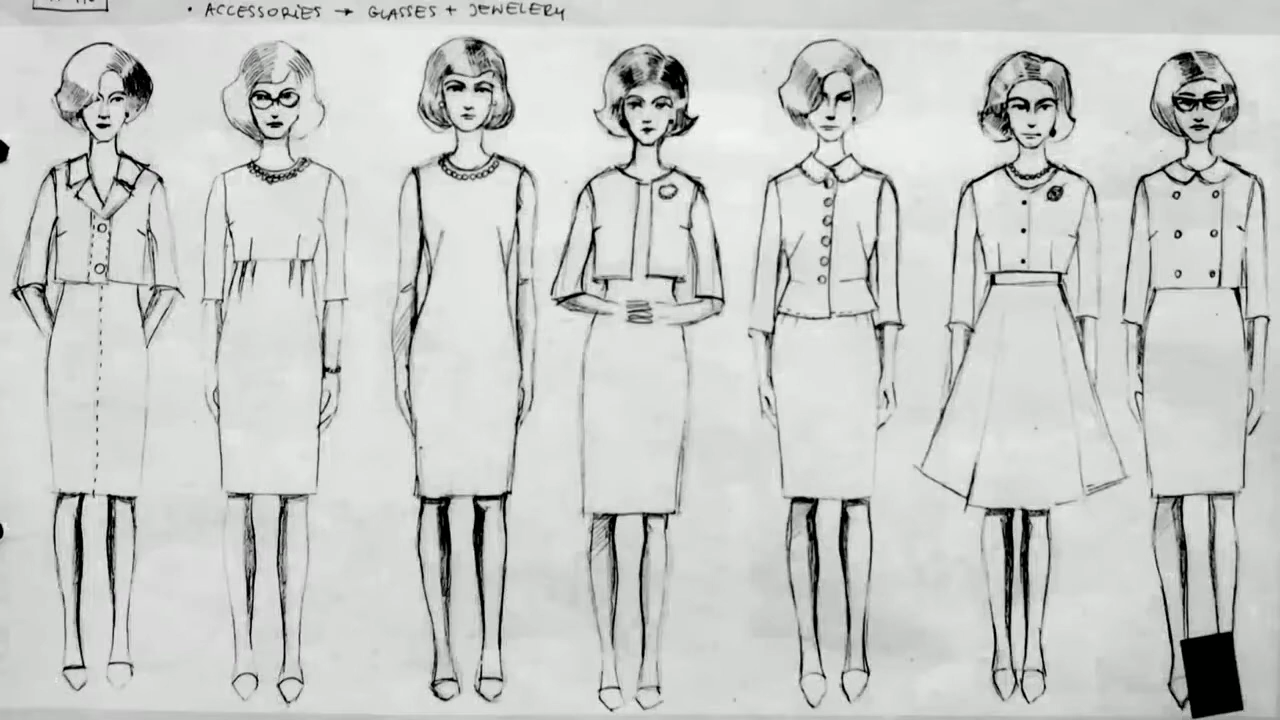 • ACCESSORIES → GLASSES + JEWELERY